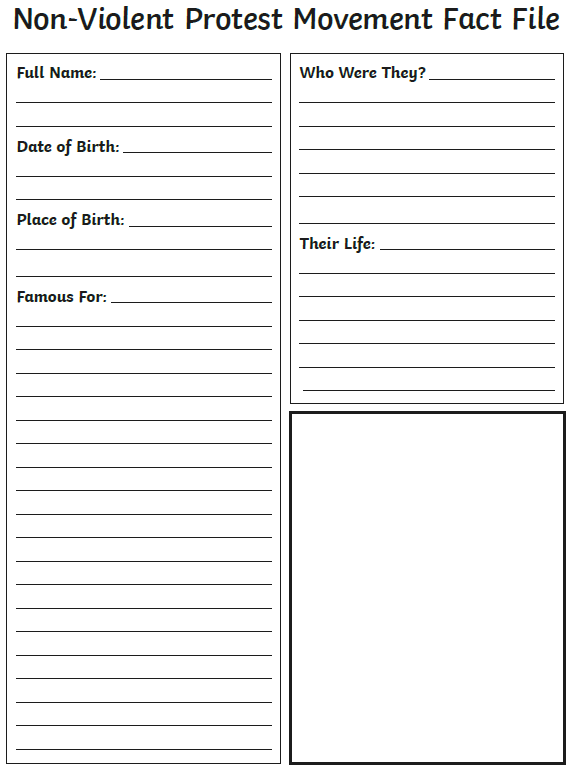 Non-Violent Protest Movement Fact File
Full Name:
Date of Birth:
Place of Birth:
Famous For:
Who Were They?
Their Life: